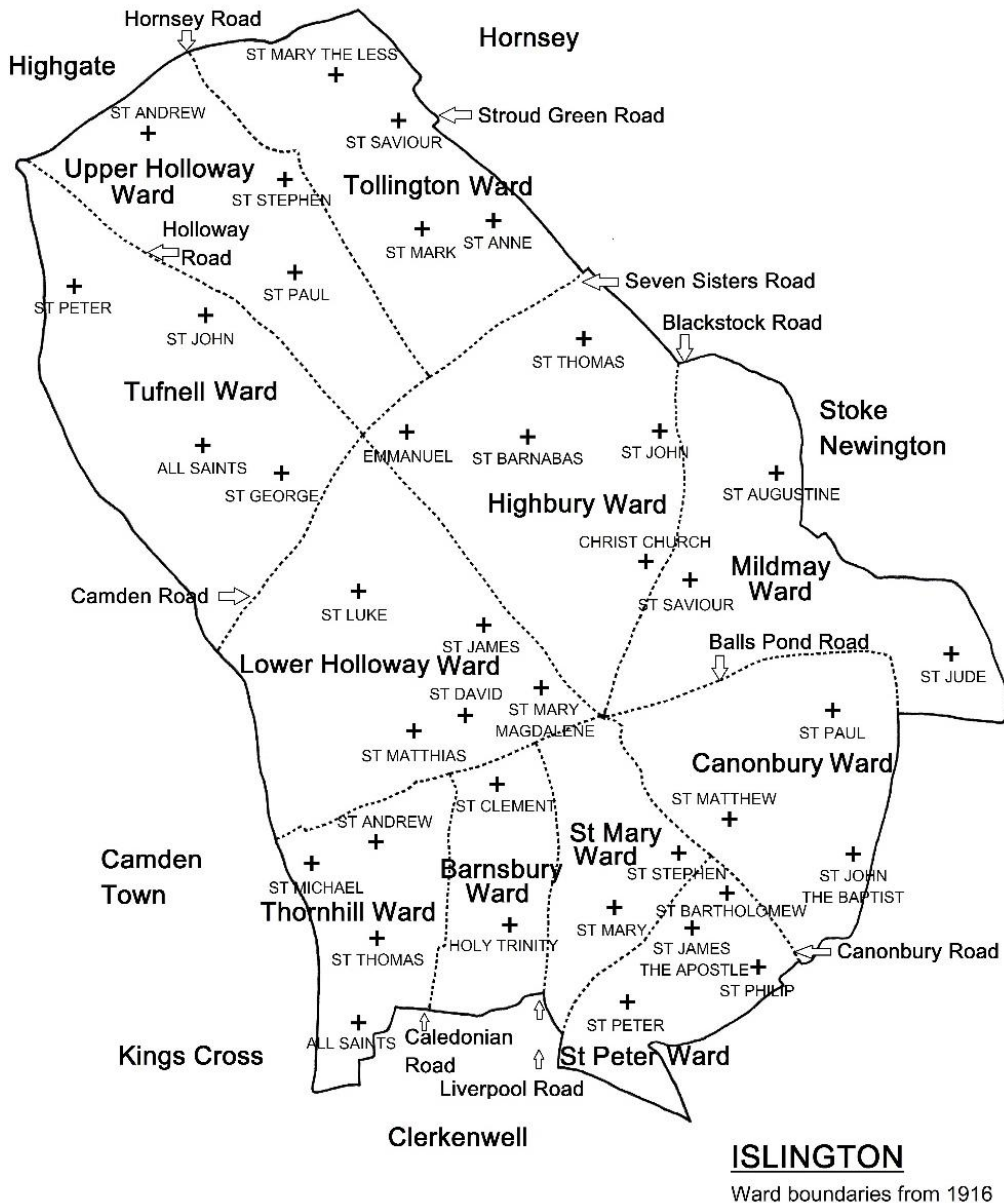 Hornsey Road
Hornsey
Highgate
ST MARY THE LESS
ST ANDREW
Stroud Green Road
ST SAVIOUR
Upper Holloway
Ward
ST STEPHEN
Tollington Ward
Holloway
Road
ST MARK
ST ANNE
ST PETER
ST PAUL
Seven Sisters Road
ST JOHN
Blackstock Road
ST THOMAS
Tufnell Ward
Stoke
Newington
ALL SAINTS
EMMANUEL
ST BARNABAS
ST JOHN
ST GEORGE
ST AUGUSTINE
Highbury Ward
CHRIST CHURCH
Mildmay
Ward
Camden Road
ST LUKE
ST SAVIOUR
ST JAMES
Balls Pond Road
Lower Holloway Ward
ST JUDE
ST DAVID
ST MARY
MAGDALENE
ST MATTHIAS
ST PAUL
Canonbury Ward
ST CLEMENT
ST MATTHEW
ST ANDREW
St Mary
Ward
Camden
Town
ST MICHAEL
Barnsbury
Ward
ST STEPHEN
ST JOHN
THE BAPTIST
Thornhill Ward
ST BARTHOLOMEW
ST MARY
HOLY TRINITY
ST THOMAS
ST JAMES
THE APOSTLE
Canonbury Road
ST PHILIP
ST PETER
Kings Cross
ALL SAINTS
Caledonian
Road
St Peter Ward
Liverpool Road
Clerkenwell
ISLINGTON
Ward boundaries from 1916